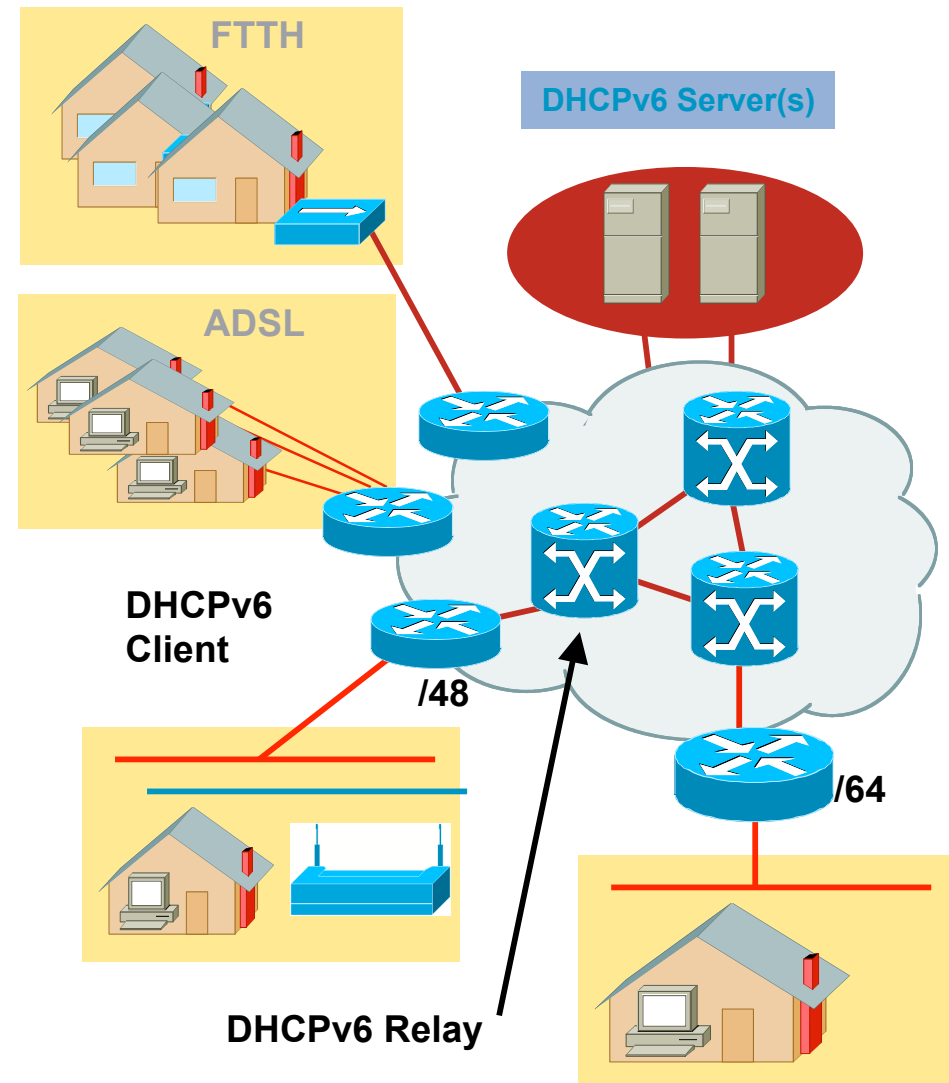 FTTH
DHCPv6 Server(s)
ADSL
DHCPv6
Client
/48
/64
DHCPv6 Relay